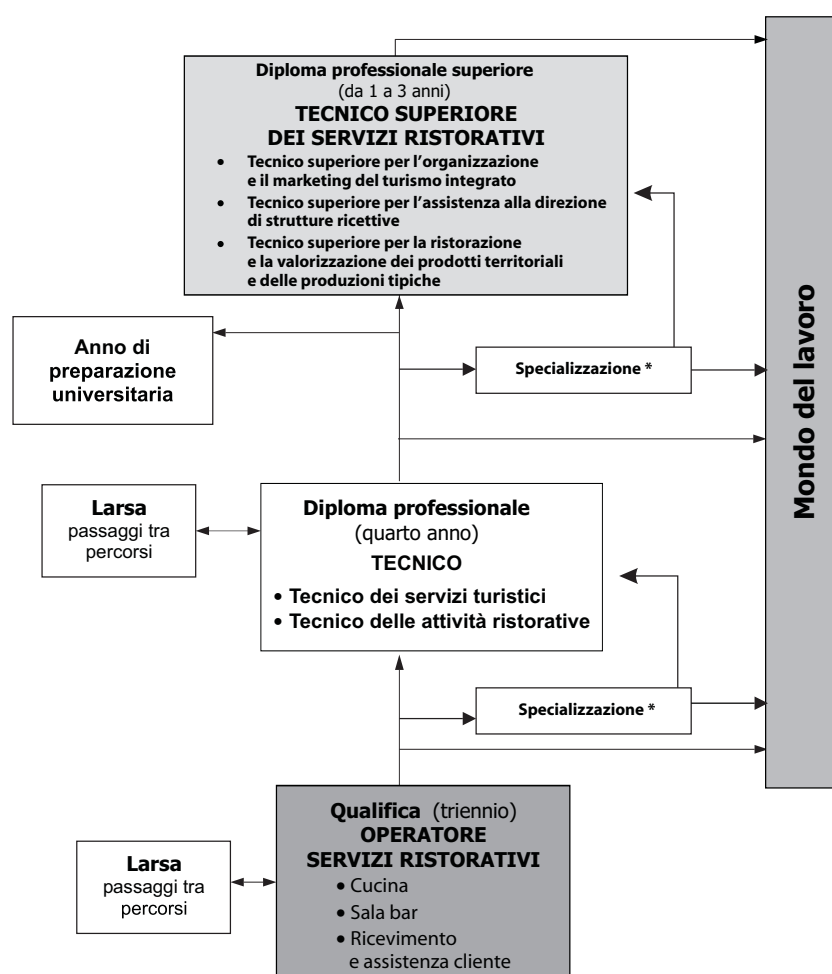 Diploma professionale superiore
(da 1 a 3 anni)
TECNICO SUPERIORE
DEI SERVIZI RISTORATIVI
• Tecnico superiore per l’organizzazione
e il marketing del turismo integrato
• Tecnico superiore per l’assistenza alla direzione
di strutture ricettive
• Tecnico superiore per la ristorazione
e la valorizzazione dei prodotti territoriali
e delle produzioni tipiche
Anno di
preparazione
universitaria
Specializzazione *
Mondo del lavoro
Larsa
passaggi tra
percorsi
Diploma professionale
(quarto anno)
TECNICO
• Tecnico dei servizi turistici
• Tecnico delle attività ristorative
Specializzazione *
Larsa
passaggi tra
percorsi
Qualifica (triennio)
OPERATORE
SERVIZI RISTORATIVI
• Cucina
• Sala bar
• Ricevimento
e assistenza cliente